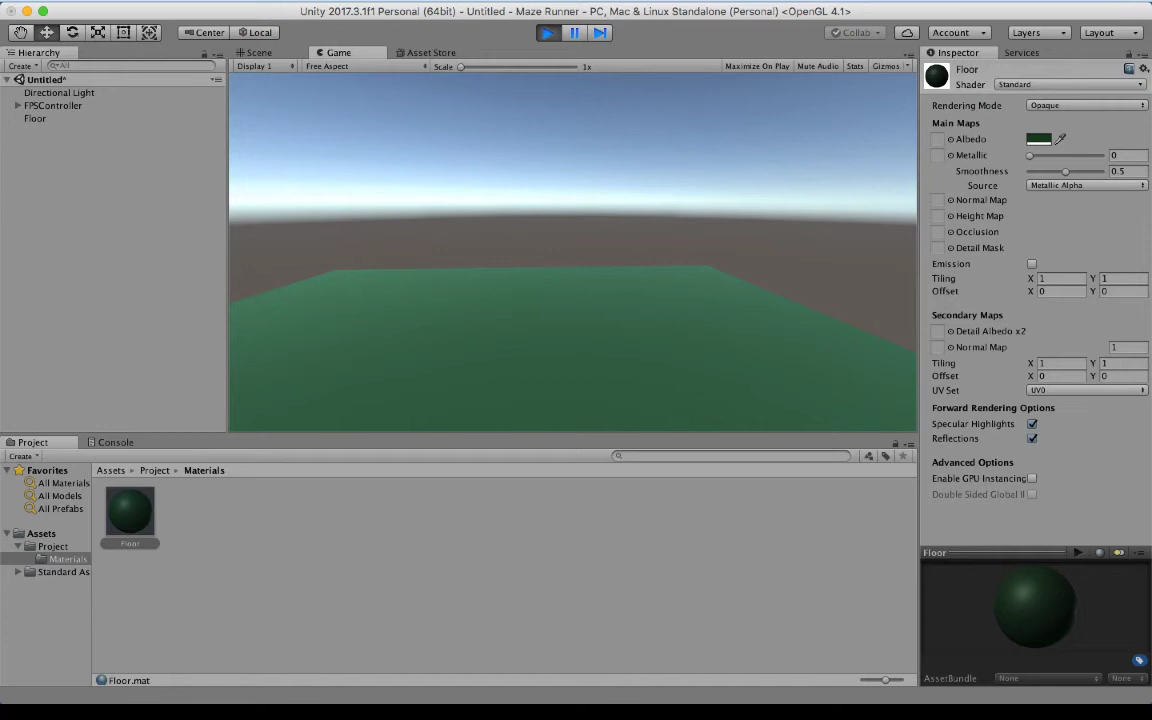 Unity 2017.3.1f1 Personal (64bit) - Untitled - Maze Runner - PC, Mac & Linux Standalone (Personal) <OpenGL 4.1>
Center Local Collab Account Layers Layout
Hierarchy Scene Game Asset Store Inspector Services
Create All Display 1 Free Aspect Scale 1x Maximize On Play Mute Audio Stats Gizmos
Untitled*
Directional Light
FPSController
Floor
Floor
Shader Standard
Rendering Mode Opaque
Main Maps
Albedo
Metallic 0
Smoothness 0.5
Source Metallic Alpha
Normal Map
Height Map
Occlusion
Detail Mask
Emission
Tiling X 1 Y 1
Offset X 0 Y 0
Secondary Maps
Detail Albedo x2
Normal Map 1
Tiling X 1 Y 1
Offset X 0 Y 0
UV Set UV0
Forward Rendering Options
Specular Highlights
Reflections
Advanced Options
Enable GPU Instancing
Double Sided Global Il
Project Console
Create
Favorites
All Materials
All Models
All Prefabs
Assets
Project
Materials
Standard As
Assets Project Materials
Floor
Floor.mat
Floor
AssetBundle None None